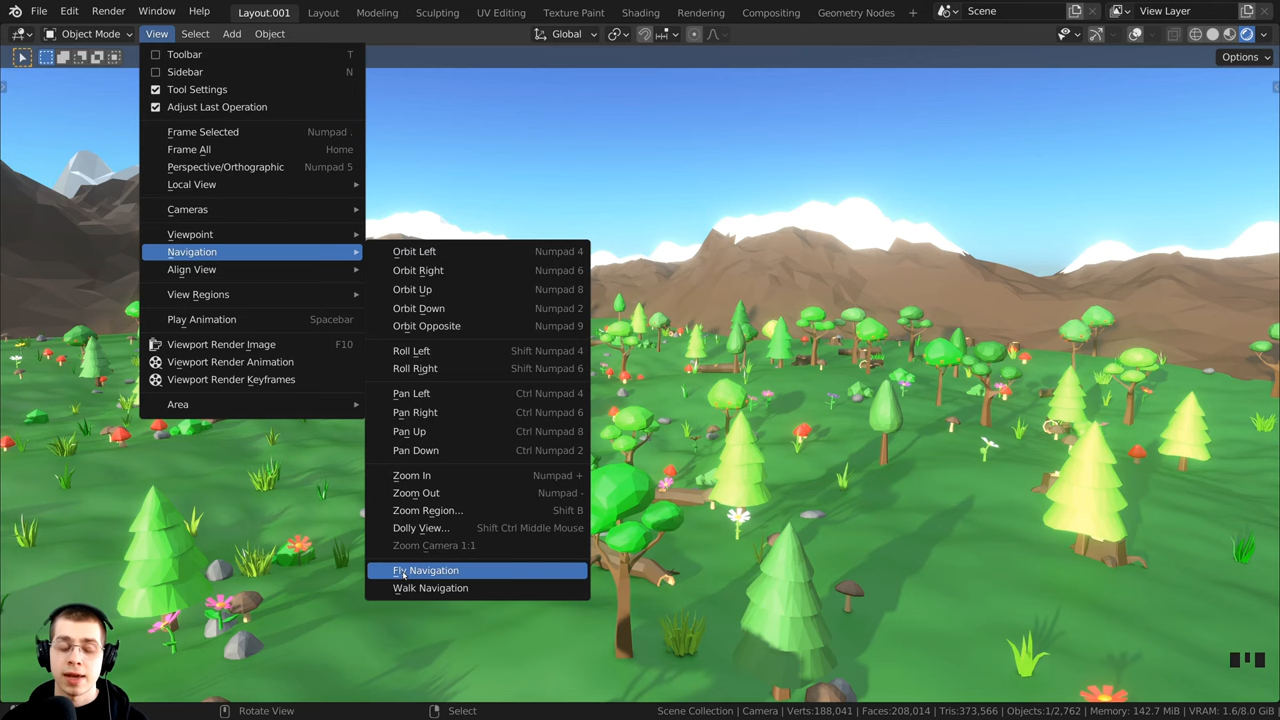 File Edit Render Window Help Layout.001 Layout Modeling Sculpting UV Editing Texture Paint Shading Rendering Compositing Geometry Nodes Scene View Layer
Object Mode View Select Add Object Global
Options
Toolbar T
Sidebar N
Tool Settings
Adjust Last Operation
Frame Selected Numpad .
Frame All Home
Perspective/Orthographic Numpad 5
Local View
Cameras
Viewpoint
Navigation
Align View
View Regions
Play Animation Spacebar
Viewport Render Image F10
Viewport Render Animation
Viewport Render Keyframes
Area
Orbit Left Numpad 4
Orbit Right Numpad 6
Orbit Up Numpad 8
Orbit Down Numpad 2
Orbit Opposite Numpad 9
Roll Left Shift Numpad 4
Roll Right Shift Numpad 6
Pan Left Ctrl Numpad 4
Pan Right Ctrl Numpad 6
Pan Up Ctrl Numpad 8
Pan Down Ctrl Numpad 2
Zoom In Numpad +
Zoom Out Numpad -
Zoom Region... Shift B
Dolly View... Shift Ctrl Middle Mouse
Zoom Camera 1:1
Fly Navigation
Walk Navigation
Rotate View Select Scene Collection | Camera | Verts:188,041 | Faces:208,014 | Tris:373,566 | Objects:1/2,762 | Memory: 142.7 MiB | VRAM: 1.6/8.0 GiB